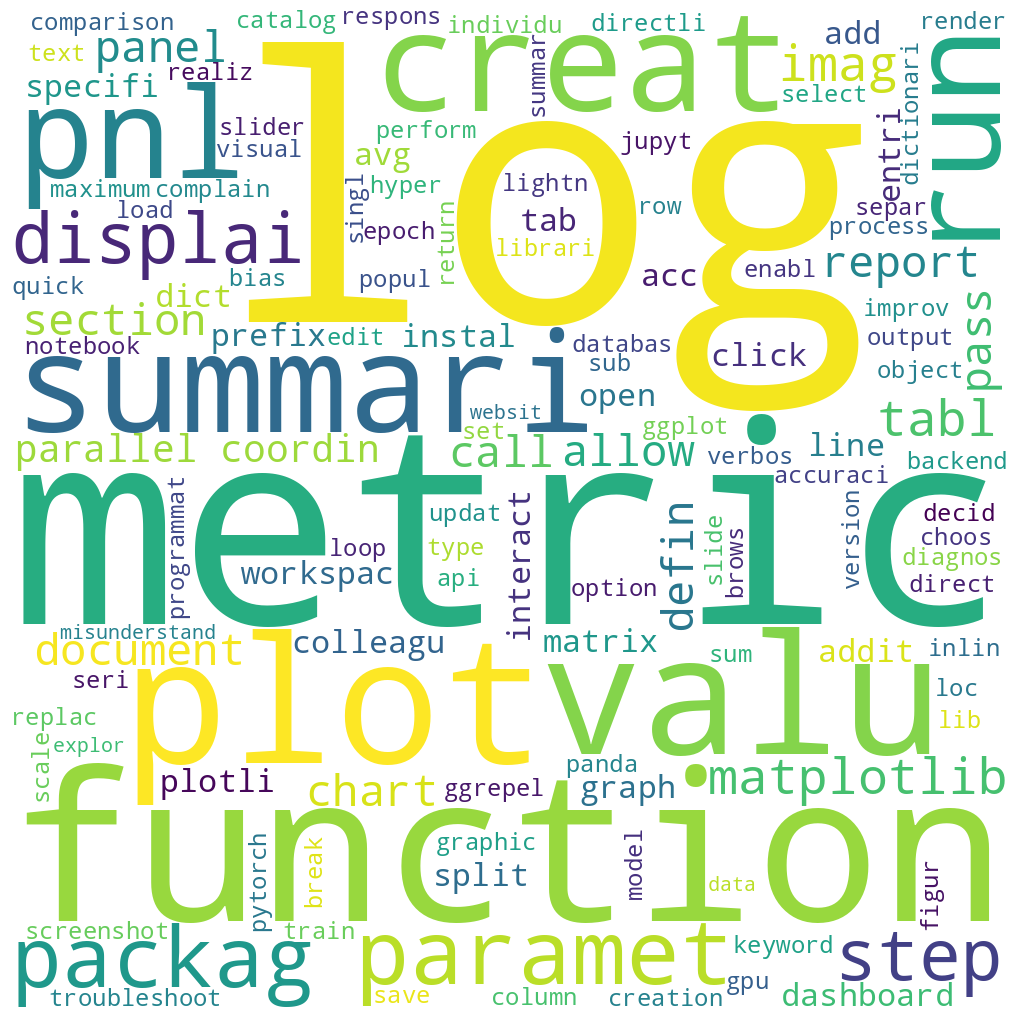 comparison
catalog
respons
individu
directli
render
text
panel
creat
add
realiz
summar
imag
run
specifi
log
select
dictionari
pnl
slider
perform
jupyt
entri
visual
avg
maximum
complain
hyper
lightn
singl
row
separ
load
return
tab
process
displai
epoch
librari
acc
enabl
report
bias
popul
quick
dict
improv
section
prefix
edit
instal
databas
click
output
pass
notebook
sub
object
summari
open
websit
tabl
set
ggplot
parallel
coordin
call
allow
verbos
line
backend
metric
accuraci
programmat
updat
interact
defin
slide
brows
version
decid
loop
type
choos
workspac
api
option
diagnos
direct
misunderstand
document
colleagu
matrix
sum
addit
inlin
seri
plot
valu
loc
replac
lib
scale
explor
panda
plotli
chart
ggrepel
graph
matplotlib
function
pytorch
break
graphic
split
model
data
figur
screenshot
train
packag
paramet
keyword
step
troubleshoot
save
column
creation
gpu
dashboard